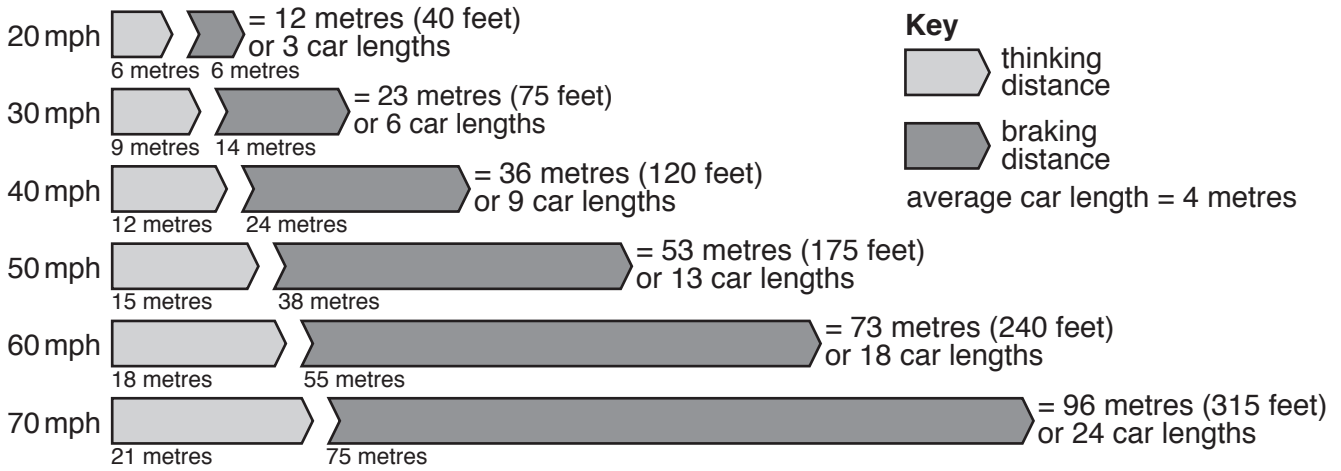 20 mph
= 12 metres (40 feet)
or 3 car lengths
6 metres 6 metres
30 mph
= 23 metres (75 feet)
or 6 car lengths
9 metres 14 metres
40 mph
= 36 metres (120 feet)
or 9 car lengths
12 metres 24 metres
50 mph
= 53 metres (175 feet)
or 13 car lengths
15 metres 38 metres
60 mph
= 73 metres (240 feet)
or 18 car lengths
18 metres 55 metres
70 mph
= 96 metres (315 feet)
or 24 car lengths
21 metres 75 metres
Key
thinking
distance
braking
distance
average car length = 4 metres